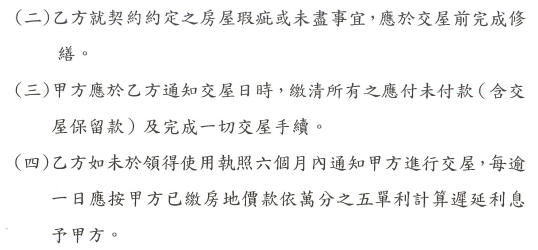 (二)乙方就契約約定之房屋瑕疵或未盡事宜，應於交屋前完成修
繕。
(三)甲方應於乙方通知交屋日時，繳清所有之應付未付款（含交
屋保留款）及完成一切交屋手續。
(四)乙方如未於領得使用執照六個月內通知甲方進行交屋，每逾
一日應按甲方已繳房地價款依萬分之五單利計算遲延利息
予甲方。